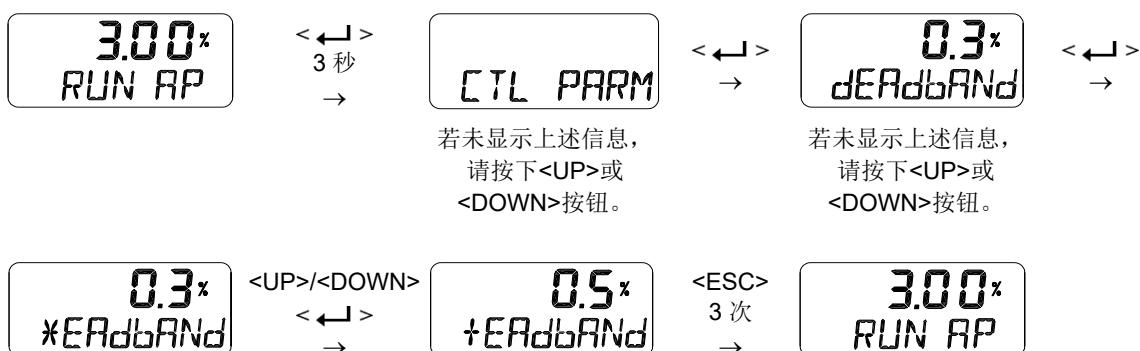 3.00%
RUN AP
<↵>
3 秒
→
CTL PARM
若未显示上述信息，
请按下<UP>或
<DOWN>按钮。
<↵>
→
0.3%
dEAdbANd
若未显示上述信息，
请按下<UP>或
<DOWN>按钮。
<↵>
→
0.3%
*EAdbANd
<UP>/<DOWN>
<↵>
→
0.5%
+EAdbANd
<ESC>
3 次
→
3.00%
RUN AP